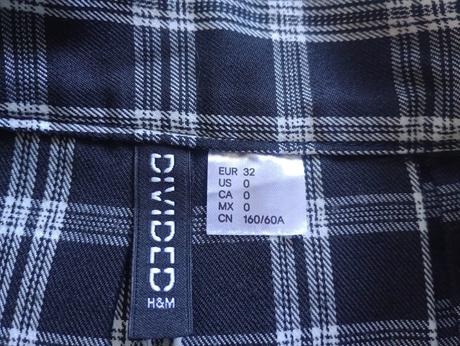 DIVIDED
H&M
EUR 32
US 0
CA 0
MX 0
CN 160/60A